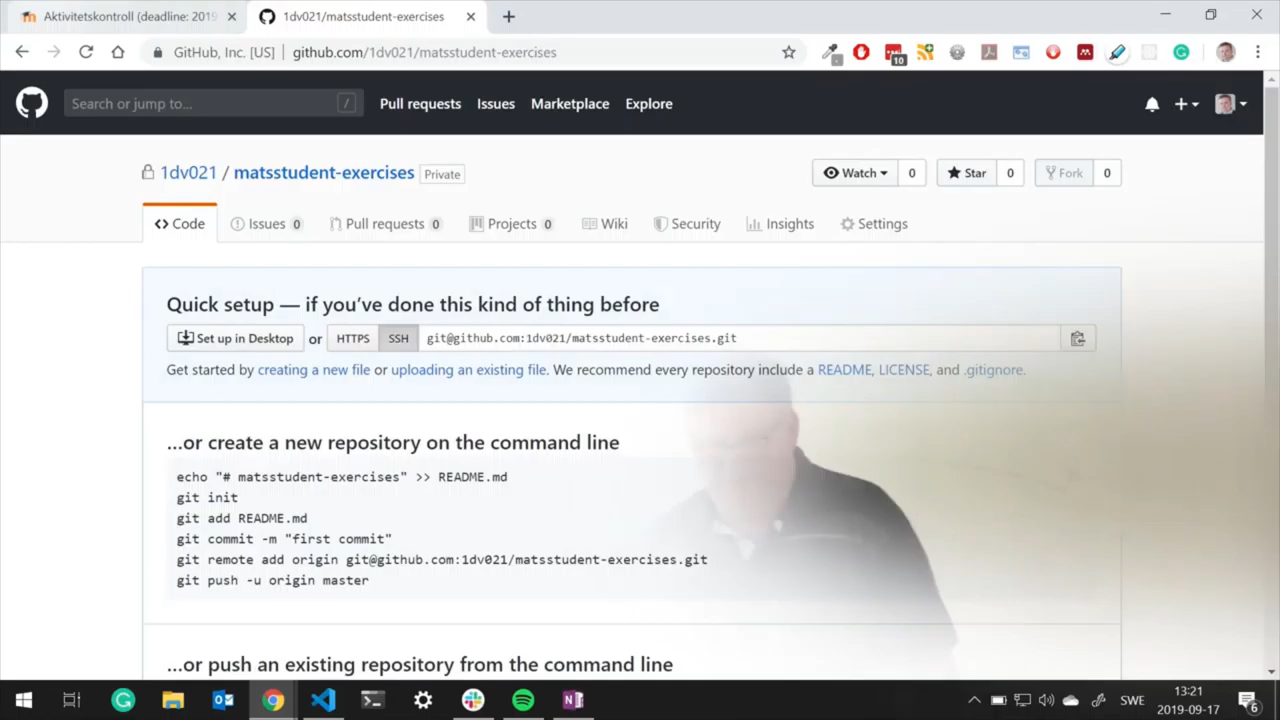 Aktivitetskontroll (deadline: 2019
1dv021/matsstudent-exercises
GitHub, Inc. [US] | github.com/1dv021/matsstudent-exercises
10
Search or jump to... /
Pull requests Issues Marketplace Explore
1dv021 / matsstudent-exercises Private
Watch 0 Star 0 Fork 0
Code Issues 0 Pull requests 0 Projects 0 Wiki Security Insights Settings
Quick setup — if you’ve done this kind of thing before
Set up in Desktop or HTTPS SSH git@github.com:1dv021/matsstudent-exercises.git
Get started by creating a new file or uploading an existing file. We recommend every repository include a README, LICENSE, and .gitignore.
…or create a new repository on the command line
echo "# matsstudent-exercises" >> README.md
git init
git add README.md
git commit -m "first commit"
git remote add origin git@github.com:1dv021/matsstudent-exercises.git
git push -u origin master
…or push an existing repository from the command line
SWE
13:21
2019-09-17
6